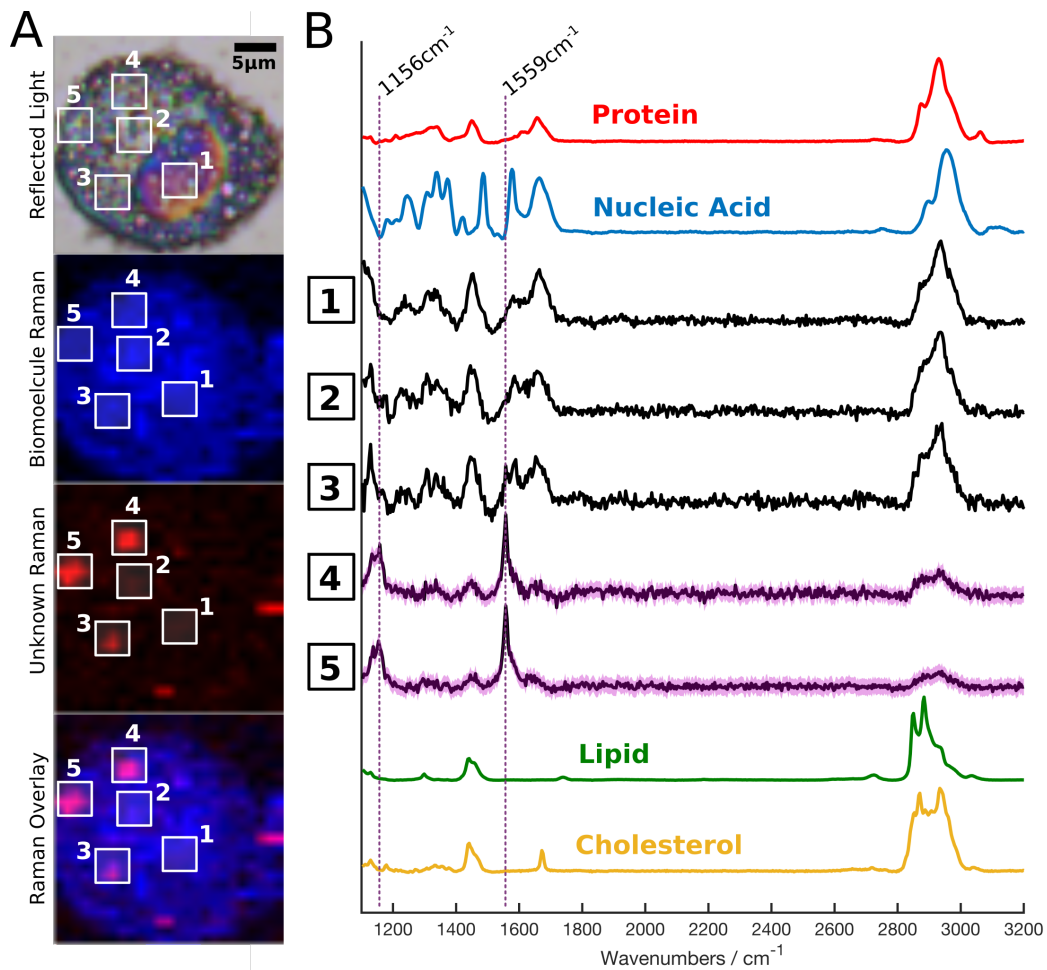 A
B
Reflected Light
5μm
4
5
2
1
3
Biomoelcule Raman
4
5
2
1
3
Unknown Raman
4
5
2
1
3
Raman Overlay
4
5
2
1
3
1156cm-1
1559cm-1
Protein
Nucleic Acid
1
2
3
4
5
Lipid
Cholesterol
1200 1400 1600 1800 2000 2200 2400 2600 2800 3000 3200
Wavenumbers / cm-1